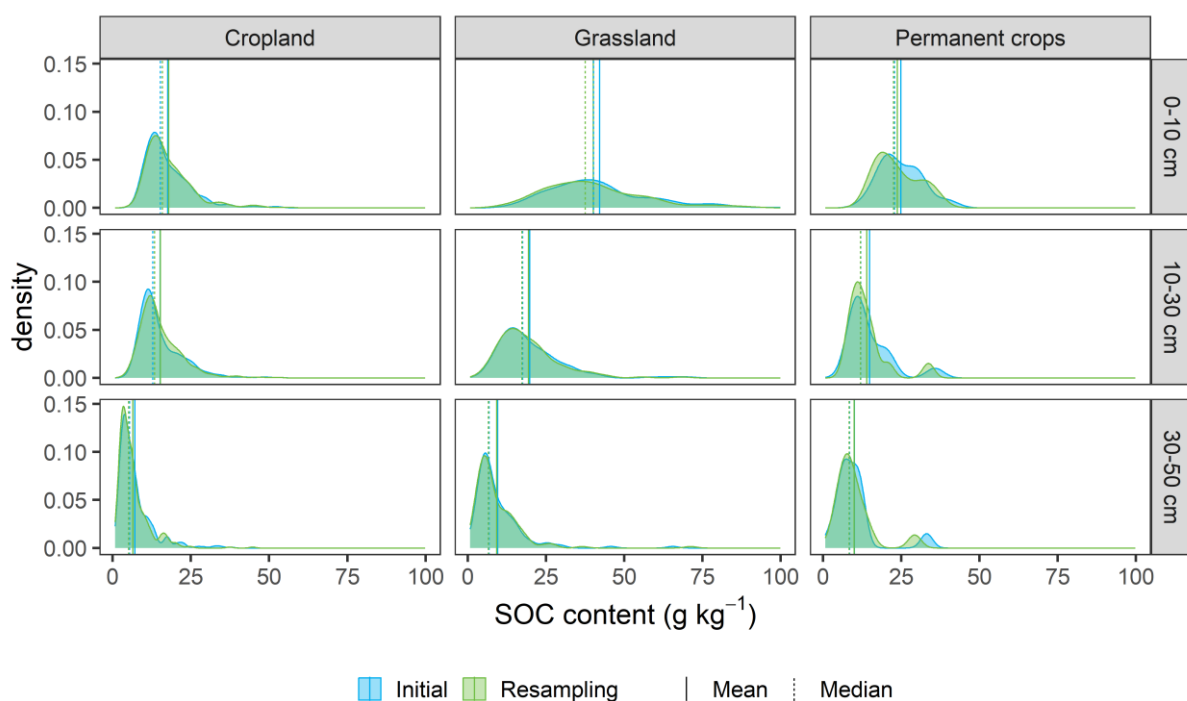 Cropland Grassland Permanent crops
0.15
0.10
0.05
0.00
0-10 cm
0.15
0.10
0.05
0.00
10-30 cm
0.15
0.10
0.05
0.00
30-50 cm
density
0 25 50 75 100 0 25 50 75 100 0 25 50 75 100
SOC content (g kg⁻¹)
Initial Resampling Mean Median